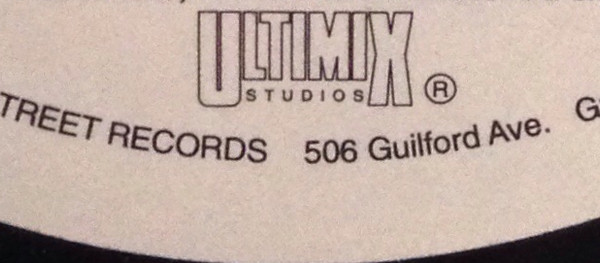 ULTIMIX
STUDIOS ®
TREET RECORDS 506 Guilford Ave. G